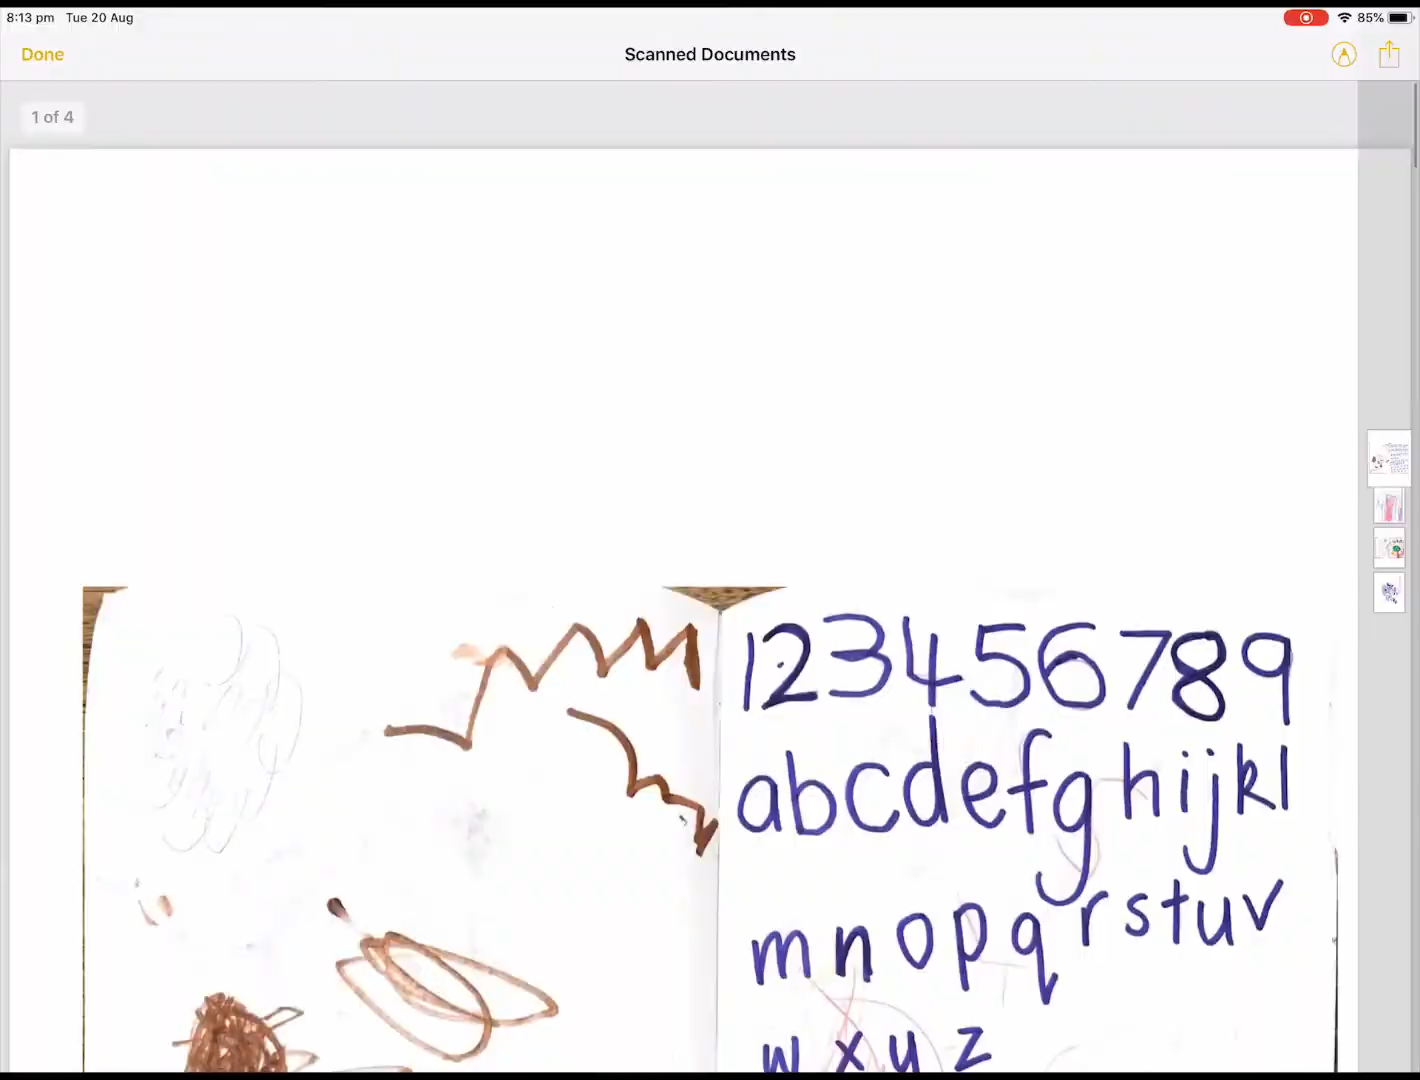 8:13 pm Tue 20 Aug 85%
Done Scanned Documents
1 of 4
123456789
abcdefghijkl
mnopqrstuv
wxyz